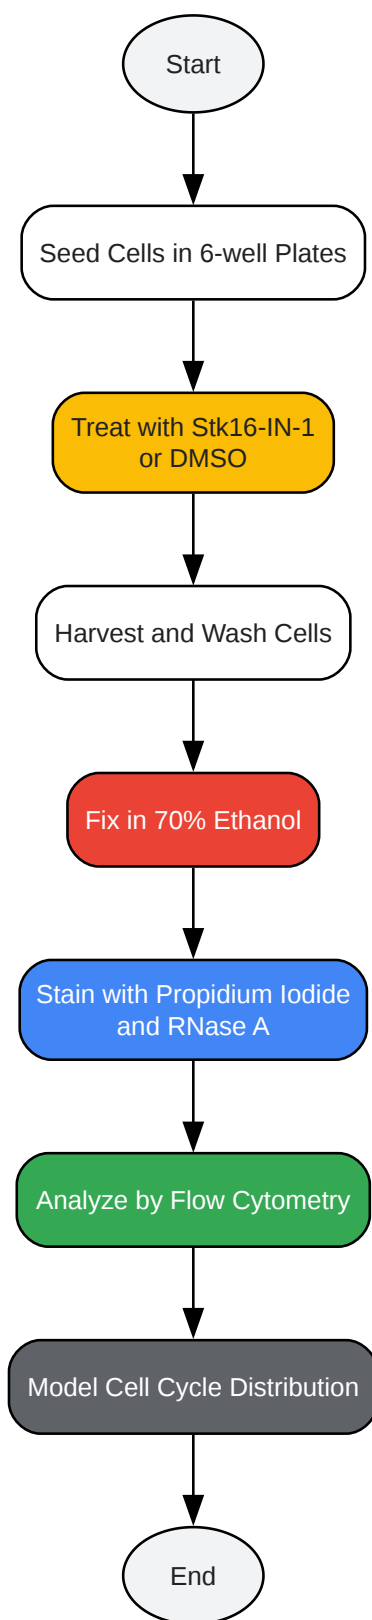 Start
Seed Cells in 6-well Plates
Treat with Stk16-IN-1
or DMSO
Harvest and Wash Cells
Fix in 70% Ethanol
Stain with Propidium Iodide
and RNase A
Analyze by Flow Cytometry
Model Cell Cycle Distribution
End